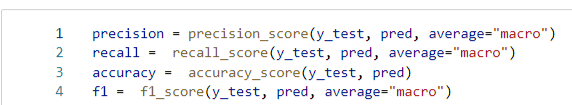 1 precision = precision_score(y_test, pred, average="macro")
2 recall =  recall_score(y_test, pred, average="macro")
3 accuracy =  accuracy_score(y_test, pred)
4 f1 =  f1_score(y_test, pred, average="macro")